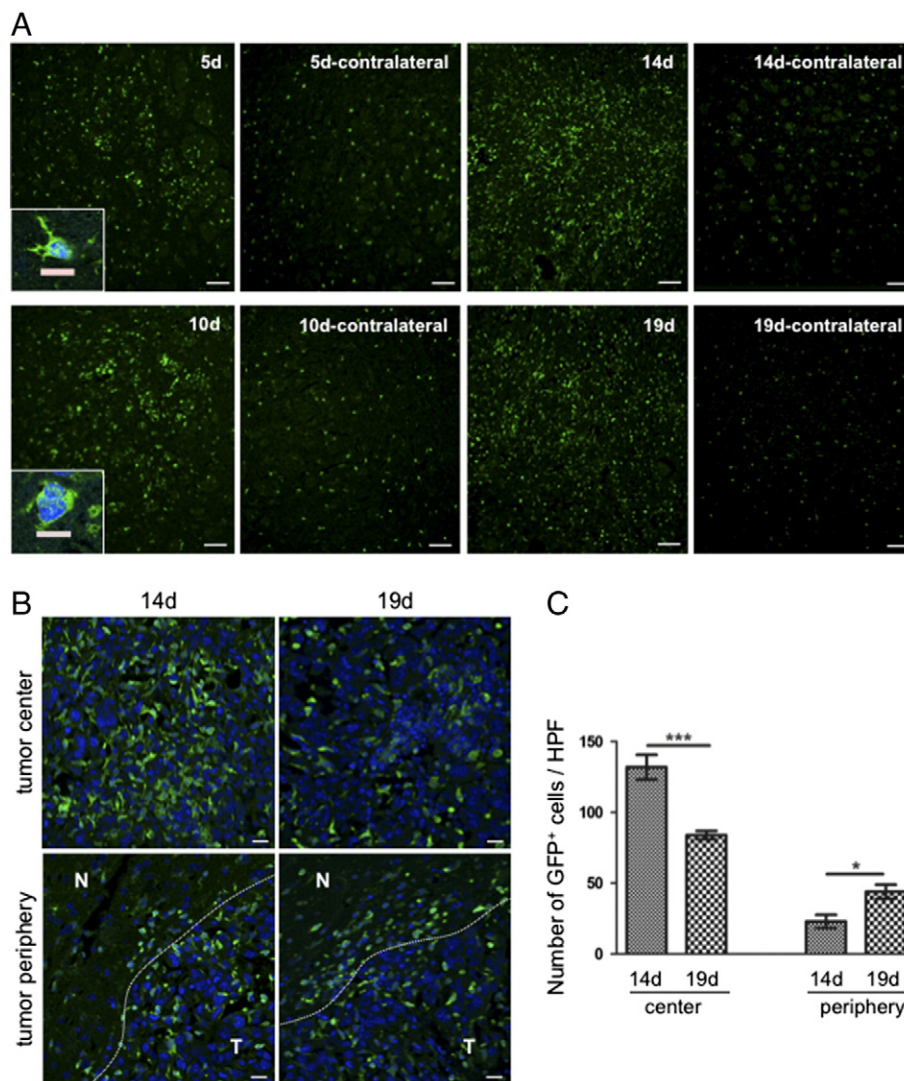 A
5d
5d-contralateral
14d
14d-contralateral
10d
10d-contralateral
19d
19d-contralateral
B
14d
19d
tumor center
tumor periphery
N
T
N
T
C
Number of GFP⁺ cells / HPF
150
100
50
0
***
*
14d 19d 14d 19d
center periphery